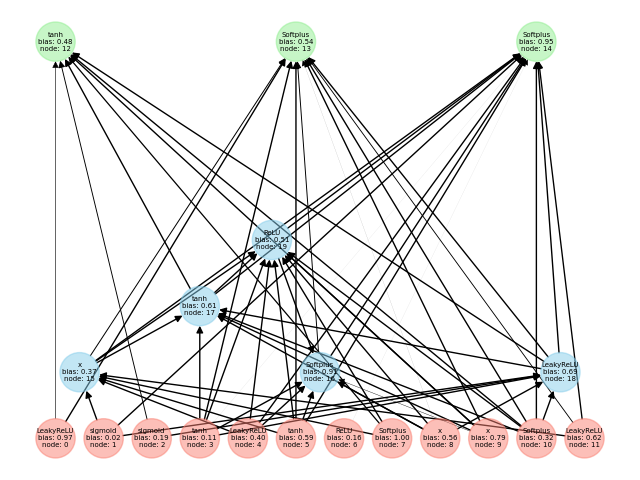 tanh
bias: 0.48
node: 12
Softplus
bias: 0.54
node: 13
Softplus
bias: 0.95
node: 14
ReLU
bias: 0.51
node: 19
tanh
bias: 0.61
node: 17
x
bias: 0.37
node: 15
Softplus
bias: 0.91
node: 16
LeakyReLU
bias: 0.69
node: 18
LeakyReLU
bias: 0.97
node: 0
sigmoid
bias: 0.02
node: 1
sigmoid
bias: 0.19
node: 2
tanh
bias: 0.11
node: 3
LeakyReLU
bias: 0.40
node: 4
tanh
bias: 0.59
node: 5
ReLU
bias: 0.16
node: 6
Softplus
bias: 1.00
node: 7
x
bias: 0.56
node: 8
x
bias: 0.79
node: 9
Softplus
bias: 0.32
node: 10
LeakyReLU
bias: 0.62
node: 11